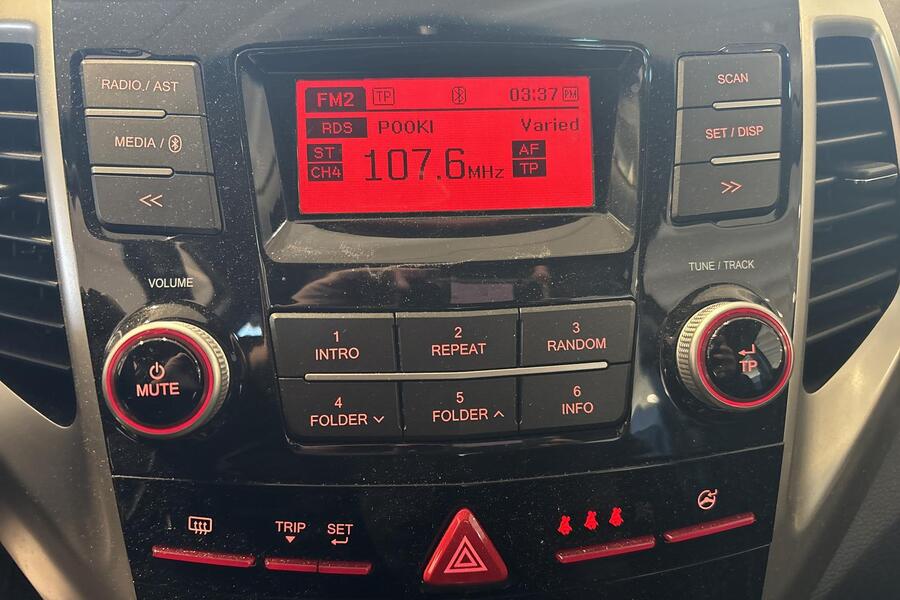 RADIO./ AST
MEDIA /
<<
VOLUME
MUTE
FM2 TP 03:37 PM
RDS POOKI Varied
ST AF
CH4 107.6MHz TP
SCAN
SET / DISP
>>
TUNE / TRACK
TP
1 INTRO
2 REPEAT
3 RANDOM
4 FOLDER
5 FOLDER
6 INFO
TRIP SET